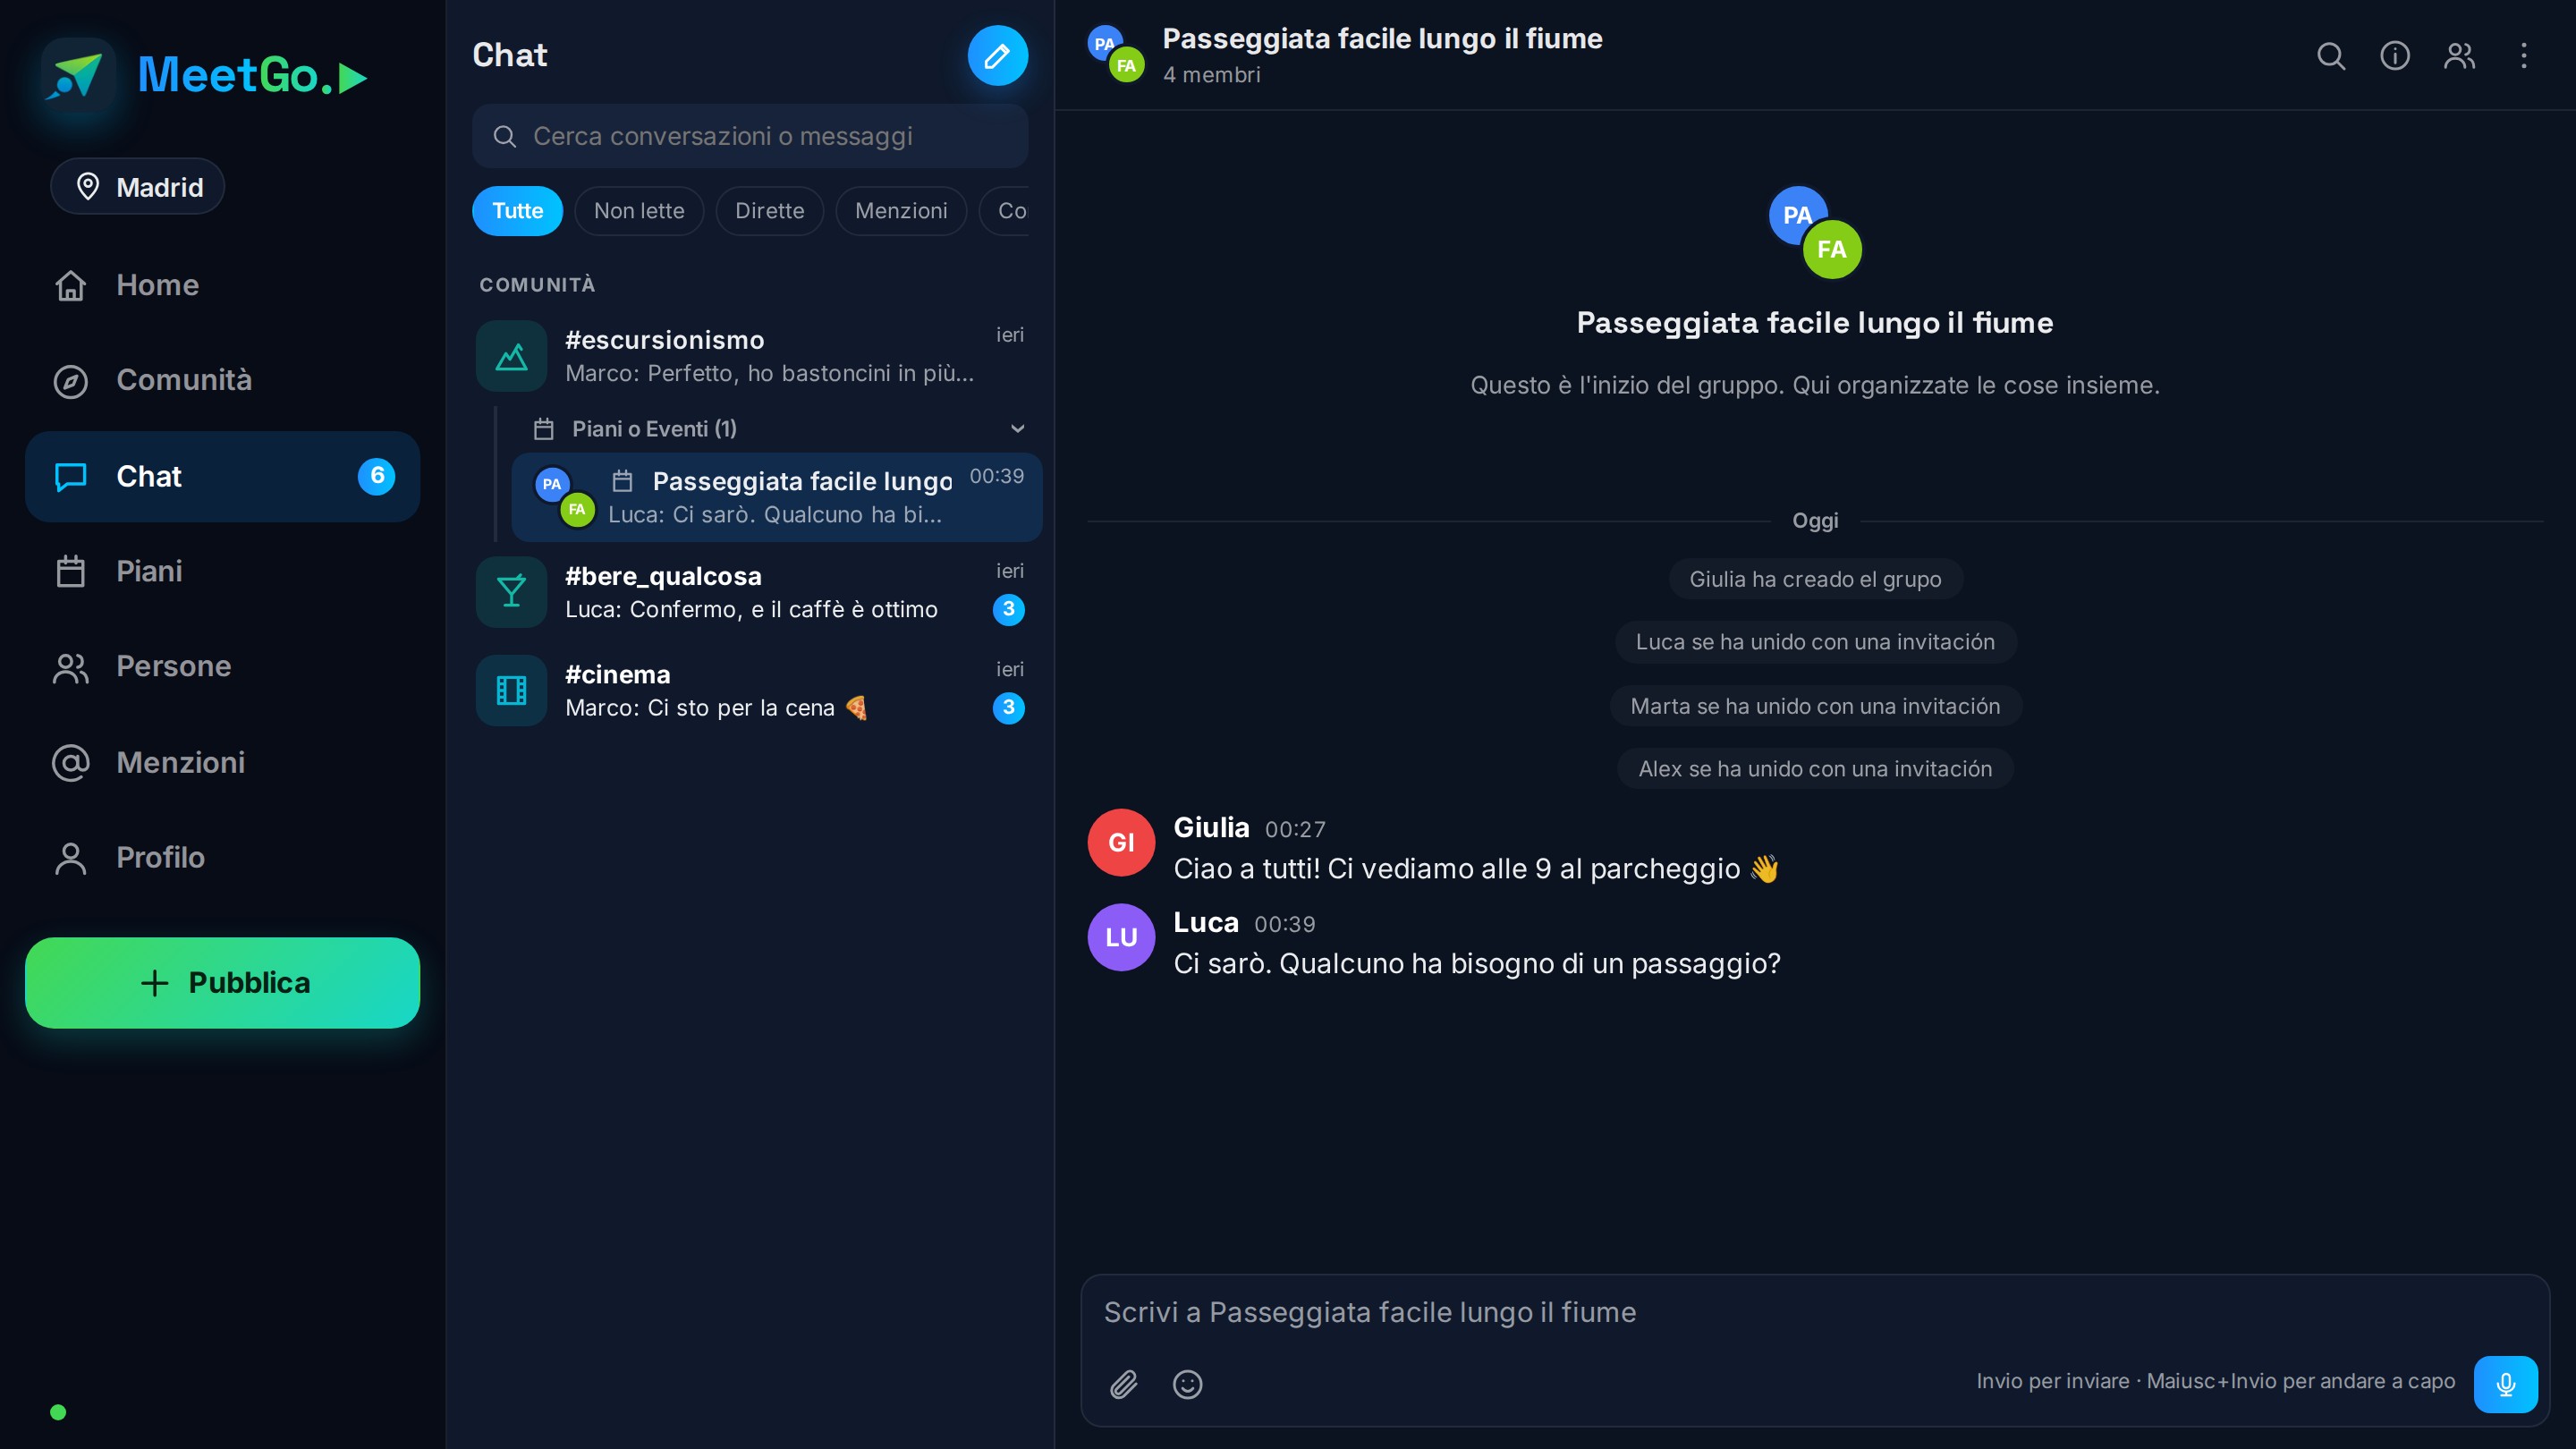 MeetGo.
Madrid
Home
Comunità
Chat
6
Piani
Persone
Menzioni
Profilo
Pubblica
Chat
Cerca conversazioni o messaggi
Tutte
Non lette
Dirette
Menzioni
Co
COMUNITÀ
#escursionismo
ieri
Marco: Perfetto, ho bastoncini in più...
Piani o Eventi (1)
PA
FA
Passeggiata facile lungo
00:39
Luca: Ci sarò. Qualcuno ha bi...
#bere_qualcosa
ieri
Luca: Confermo, e il caffè è ottimo
3
#cinema
ieri
Marco: Ci sto per la cena 🍕
3
PA
FA
Passeggiata facile lungo il fiume
4 membri
PA
FA
Passeggiata facile lungo il fiume
Questo è l'inizio del gruppo. Qui organizzate le cose insieme.
Oggi
Giulia ha creado el grupo
Luca se ha unido con una invitación
Marta se ha unido con una invitación
Alex se ha unido con una invitación
GI
Giulia 00:27
Ciao a tutti! Ci vediamo alle 9 al parcheggio 👋
LU
Luca 00:39
Ci sarò. Qualcuno ha bisogno di un passaggio?
Scrivi a Passeggiata facile lungo il fiume
Invio per inviare · Maiusc+Invio per andare a capo